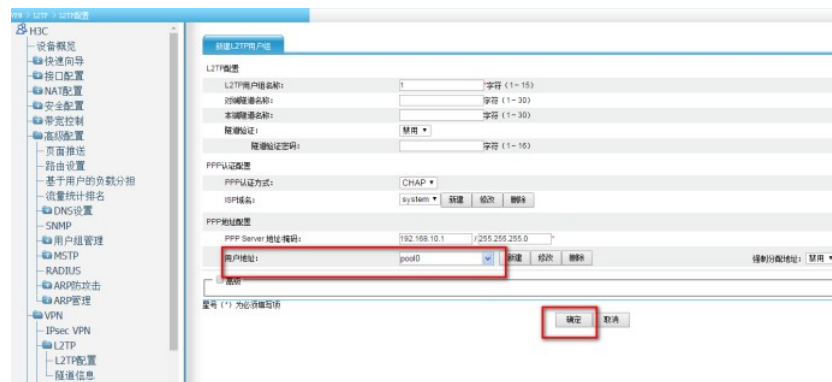 VPN > L2TP > L2TP配置
H3C
设备概览
快速向导
接口配置
NAT配置
安全配置
带宽控制
高级配置
页面推送
路由设置
基于用户的负载分担
流量统计排名
DNS设置
SNMP
用户组管理
MSTP
RADIUS
ARP防攻击
ARP管理
VPN
IPsec VPN
L2TP
L2TP配置
隧道信息
新建L2TP用户组
L2TP配置
L2TP用户组名称: 1 *字符 (1-15)
对端隧道名称: 字符 (1-30)
本端隧道名称: 字符 (1-30)
隧道验证: 禁用
隧道验证密码: 字符 (1-16)
PPP认证配置
PPP认证方式: CHAP
ISP域名: system 新建 修改 删除
PPP地址配置
PPP Server 地址/掩码: 192.168.10.1 / 255.255.255.0 *
用户地址: pool0 新建 修改 删除 强制分配地址: 禁用
高级
星号 (*) 为必须填写项
确定 取消